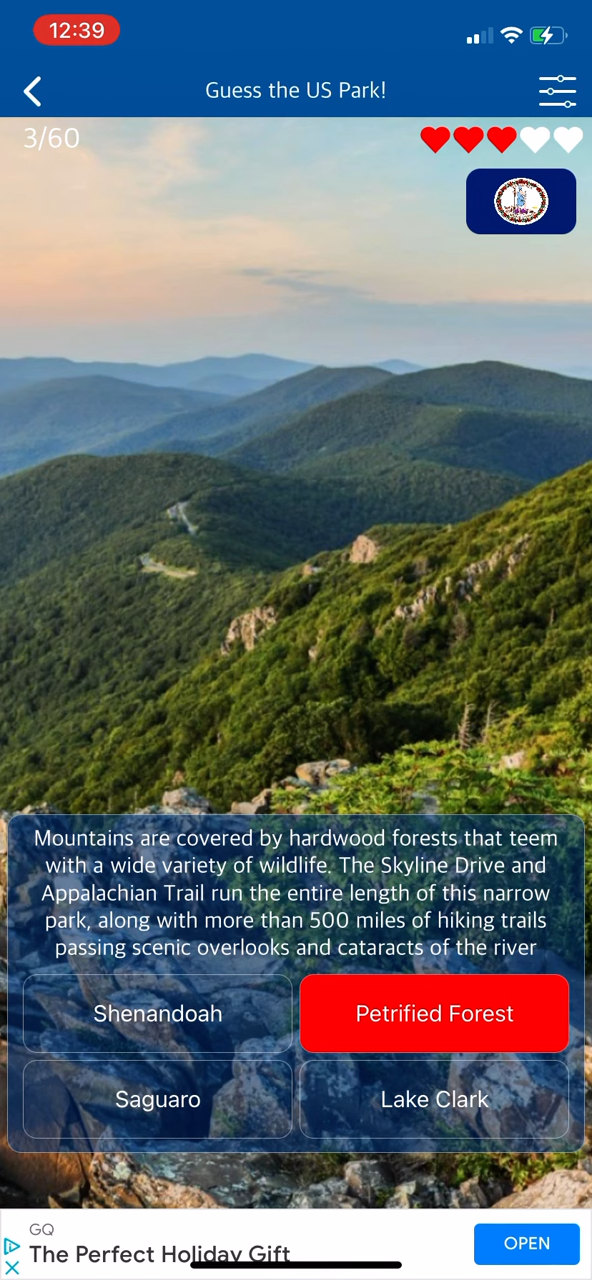 12:39
Guess the US Park!
3/60
Mountains are covered by hardwood forests that teem
with a wide variety of wildlife. The Skyline Drive and
Appalachian Trail run the entire length of this narrow
park, along with more than 500 miles of hiking trails
passing scenic overlooks and cataracts of the river
Shenandoah
Petrified Forest
Saguaro
Lake Clark
GQ
The Perfect Holiday Gift
OPEN